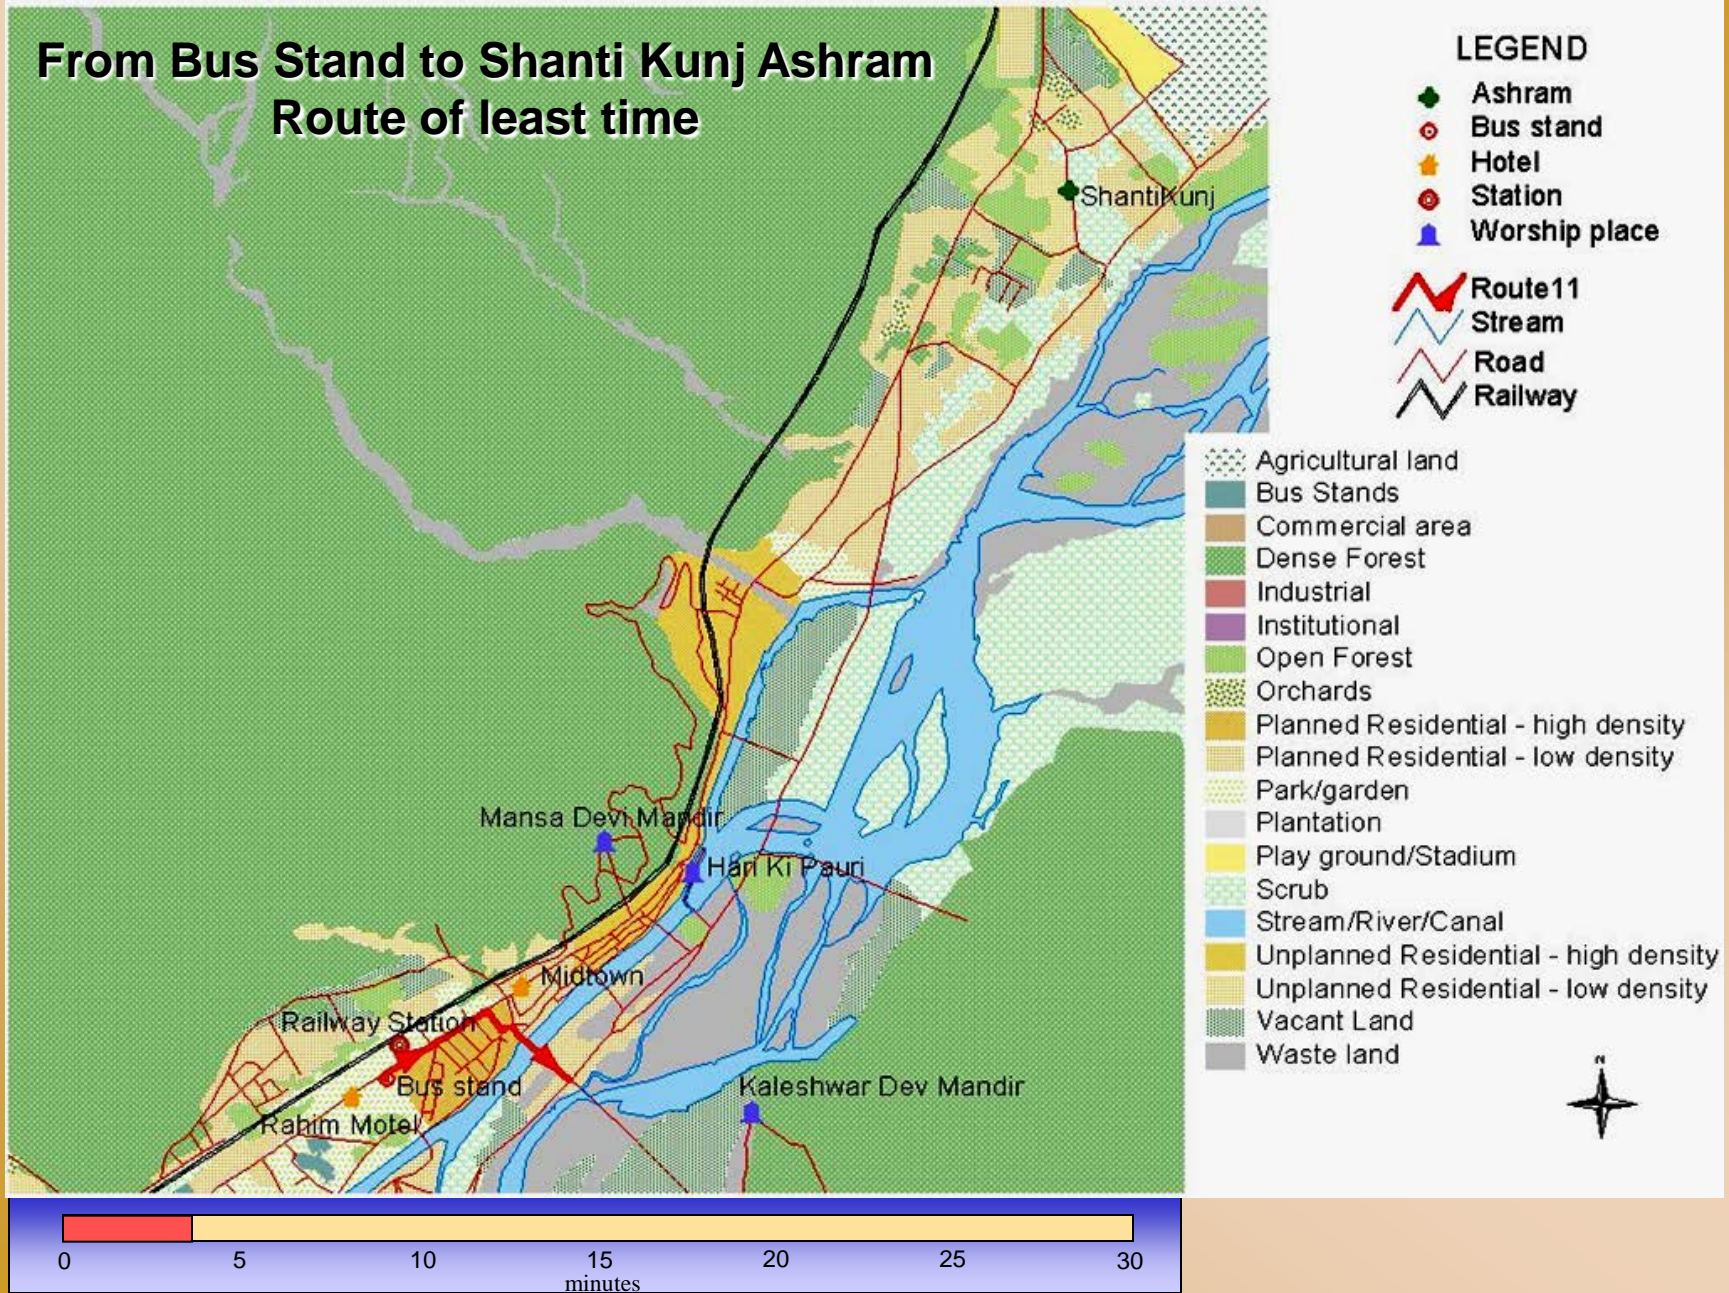 From Bus Stand to Shanti Kunj Ashram
Route of least time
ShantiKunj
Mansa Devi Mandir
Hari Ki Pauri
Midtown
Railway Station
Bus stand
Kaleshwar Dev Mandir
Rahim Motel
LEGEND
Ashram
Bus stand
Hotel
Station
Worship place
Route11
Stream
Road
Railway
Agricultural land
Bus Stands
Commercial area
Dense Forest
Industrial
Institutional
Open Forest
Orchards
Planned Residential - high density
Planned Residential - low density
Park/garden
Plantation
Play ground/Stadium
Scrub
Stream/River/Canal
Unplanned Residential - high density
Unplanned Residential - low density
Vacant Land
Waste land
N
0 5 10 15 20 25 30
minutes